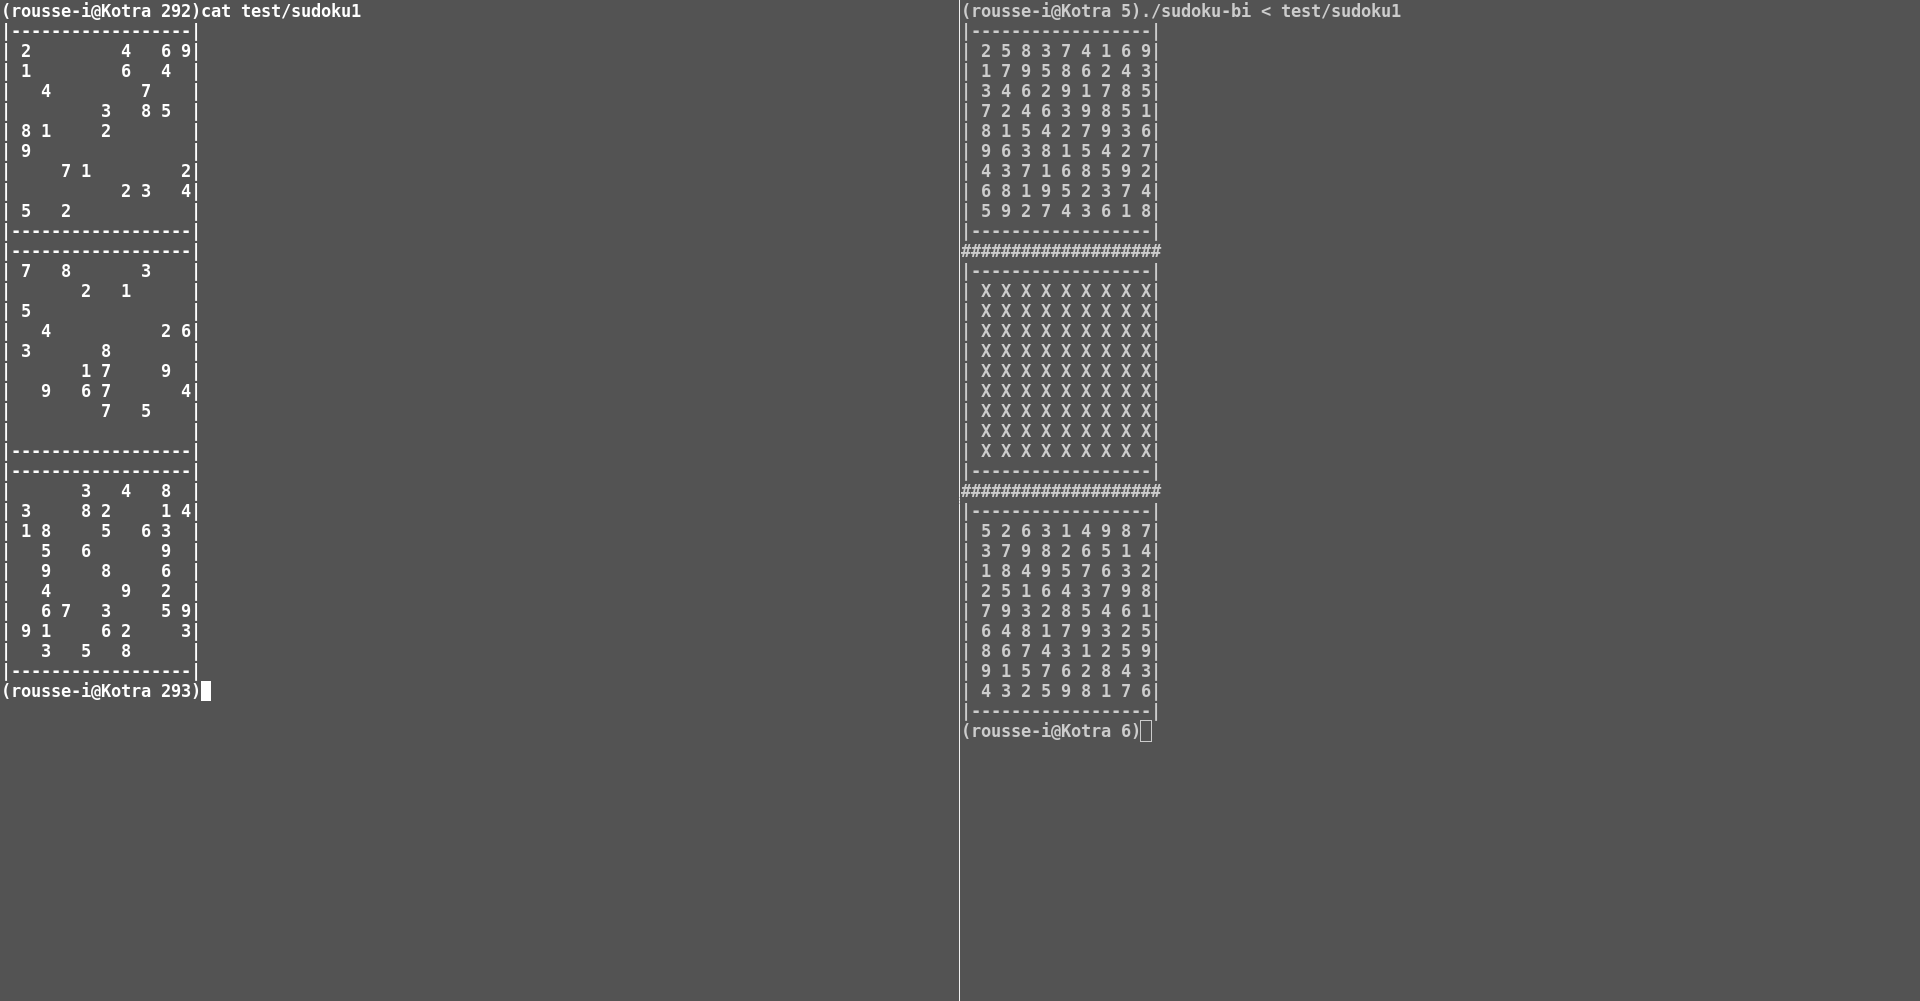 (rousse-i@Kotra 292)cat test/sudoku1
|------------------|
| 2         4   6 9|
| 1         6   4  |
|   4         7    |
|         3   8 5  |
| 8 1     2        |
| 9                |
|     7 1         2|
|           2 3   4|
| 5   2            |
|------------------|
|------------------|
| 7   8       3    |
|       2   1      |
| 5                |
|   4           2 6|
| 3       8        |
|       1 7     9  |
|   9   6 7       4|
|         7   5    |
|                  |
|------------------|
|------------------|
|       3   4   8  |
| 3     8 2     1 4|
| 1 8     5   6 3  |
|   5   6       9  |
|   9     8     6  |
|   4       9   2  |
|   6 7   3     5 9|
| 9 1     6 2     3|
|   3   5   8      |
|------------------|
(rousse-i@Kotra 293)
(rousse-i@Kotra 5)./sudoku-bi < test/sudoku1
|------------------|
| 2 5 8 3 7 4 1 6 9|
| 1 7 9 5 8 6 2 4 3|
| 3 4 6 2 9 1 7 8 5|
| 7 2 4 6 3 9 8 5 1|
| 8 1 5 4 2 7 9 3 6|
| 9 6 3 8 1 5 4 2 7|
| 4 3 7 1 6 8 5 9 2|
| 6 8 1 9 5 2 3 7 4|
| 5 9 2 7 4 3 6 1 8|
|------------------|
####################
|------------------|
| X X X X X X X X X|
| X X X X X X X X X|
| X X X X X X X X X|
| X X X X X X X X X|
| X X X X X X X X X|
| X X X X X X X X X|
| X X X X X X X X X|
| X X X X X X X X X|
| X X X X X X X X X|
|------------------|
####################
|------------------|
| 5 2 6 3 1 4 9 8 7|
| 3 7 9 8 2 6 5 1 4|
| 1 8 4 9 5 7 6 3 2|
| 2 5 1 6 4 3 7 9 8|
| 7 9 3 2 8 5 4 6 1|
| 6 4 8 1 7 9 3 2 5|
| 8 6 7 4 3 1 2 5 9|
| 9 1 5 7 6 2 8 4 3|
| 4 3 2 5 9 8 1 7 6|
|------------------|
(rousse-i@Kotra 6)